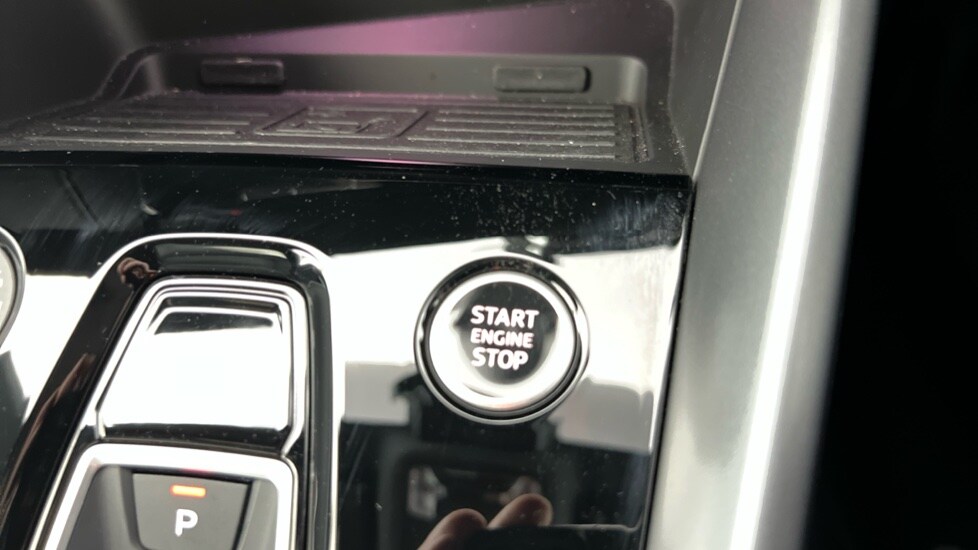 START
ENGINE
STOP
P